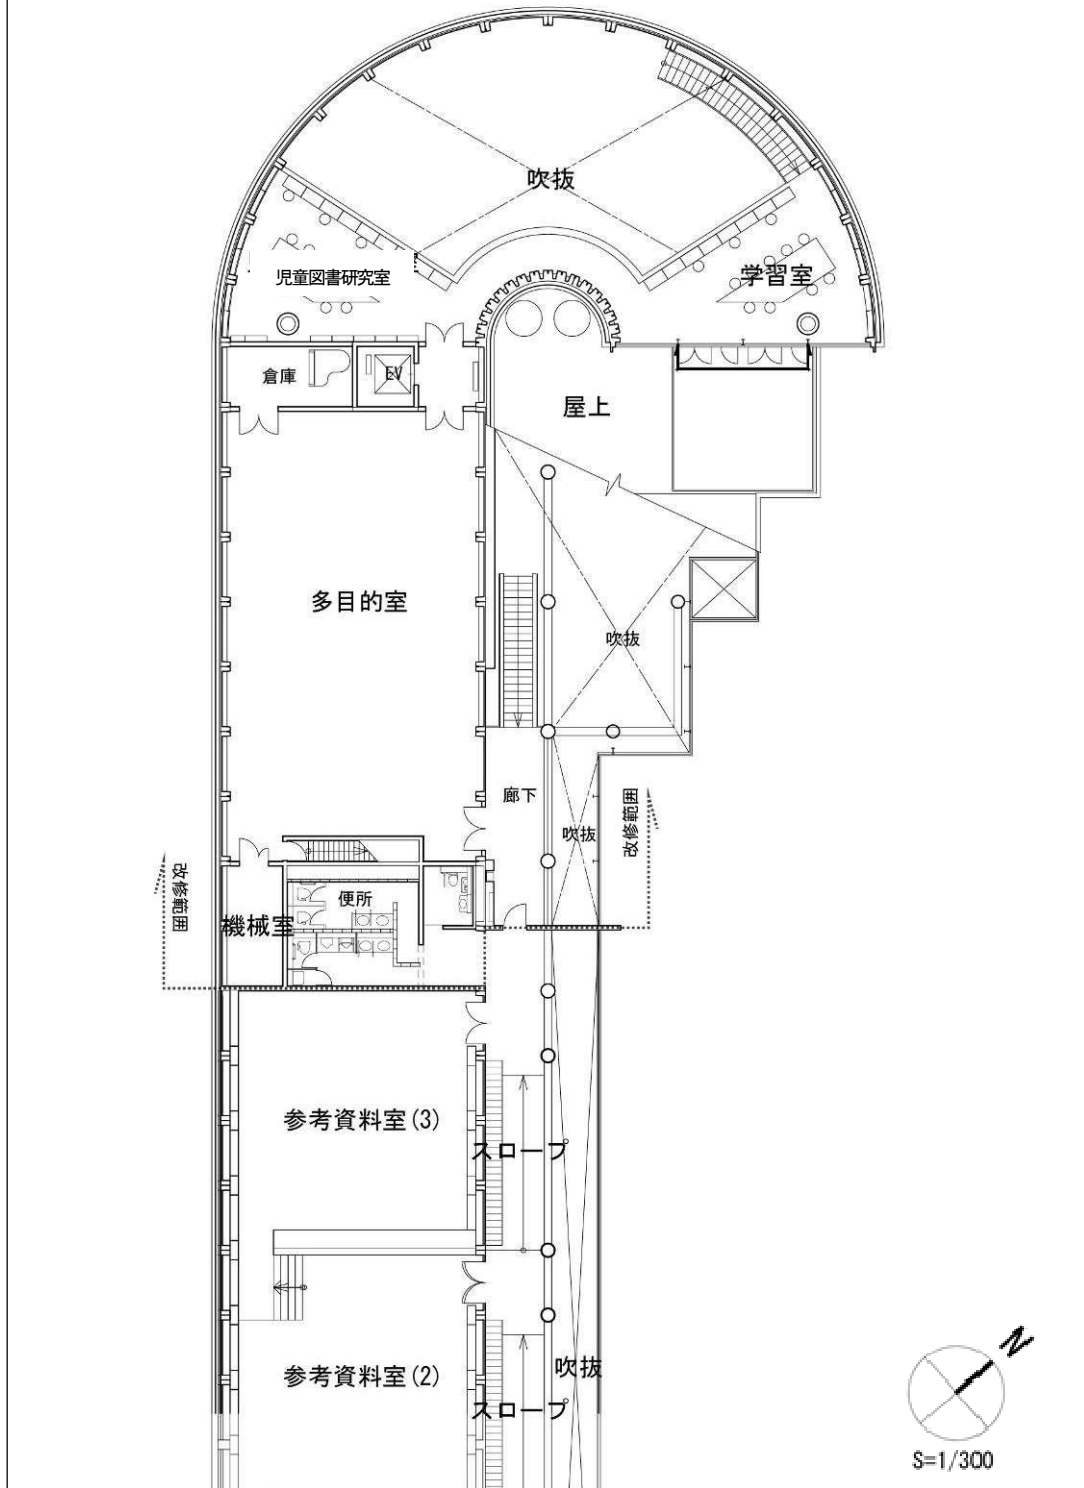 吹抜
児童図書研究室
学習室
倉庫
EV
屋上
多目的室
吹抜
廊下
吹抜
改修範囲
改修範囲
便所
機械室
参考資料室(3)
スロープ
参考資料室(2)
吹抜
スロープ
N
S=1/300